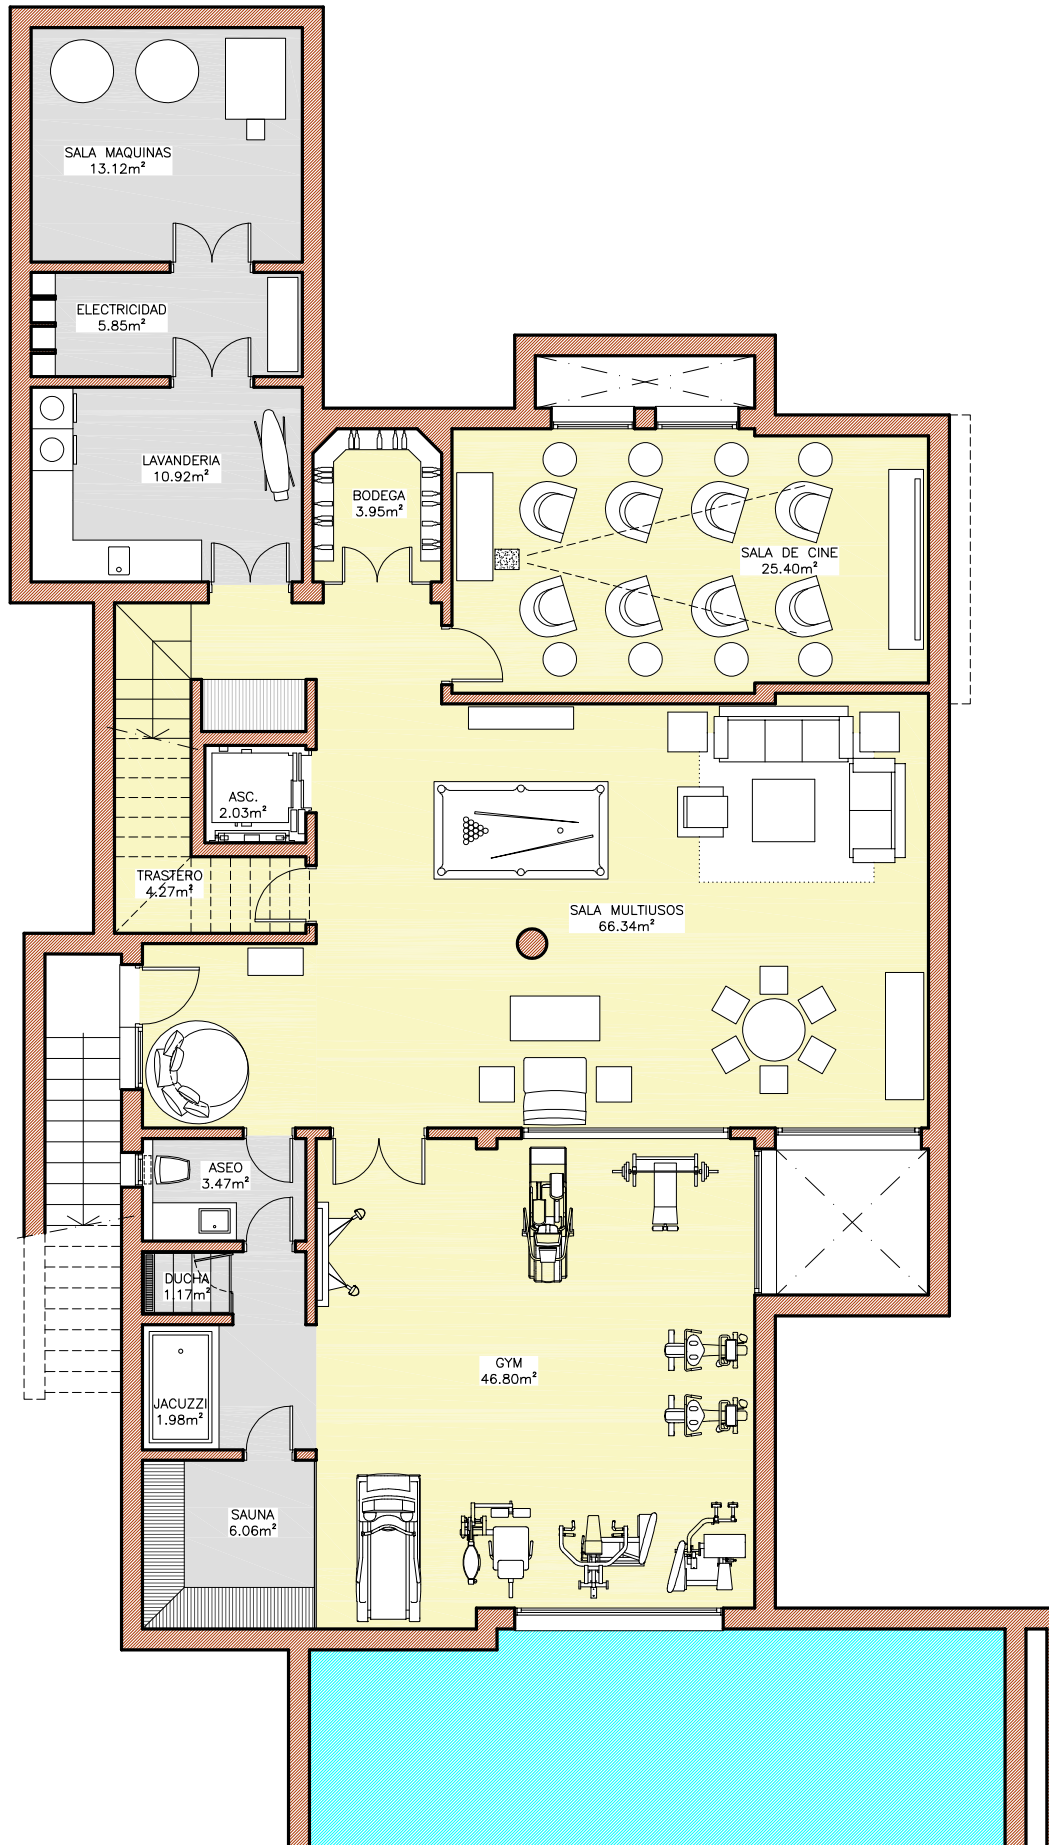 SALA MAQUINAS
13.12m²
ELECTRICIDAD
5.85m²
LAVANDERIA
10.92m²
BODEGA
3.95m²
SALA DE CINE
25.40m²
ASC.
2.03m²
TRASTERO
4.27m²
SALA MULTIUSOS
66.34m²
ASEO
3.47m²
DUCHA
1.17m²
GYM
46.80m²
JACUZZI
1.98m²
SAUNA
6.06m²